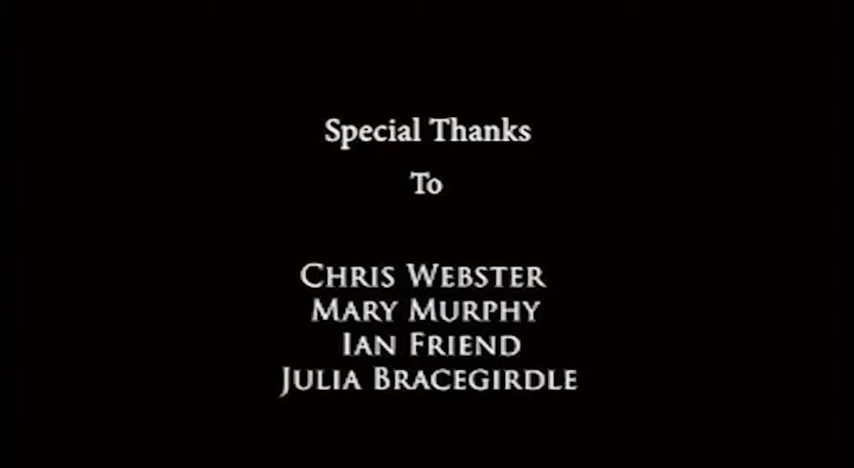 Special Thanks
To
Chris Webster
Mary Murphy
Ian Friend
Julia Bracegirdle